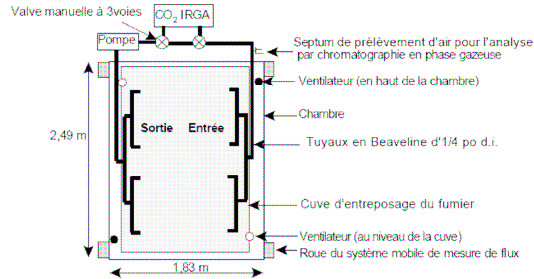 Valve manuelle à 3voies
CO2 IRGA
Pompe
Septum de prélèvement d'air pour l'analyse
par chromatographie en phase gazeuse
Ventilateur (en haut de la chambre)
Chambre
Sortie Entrée
2,49 m
Tuyaux en Beaveline d'1/4 po d.i.
Cuve d'entreposage du fumier
Ventilateur (au niveau de la cuve)
Roue du système mobile de mesure de flux
1,83 m